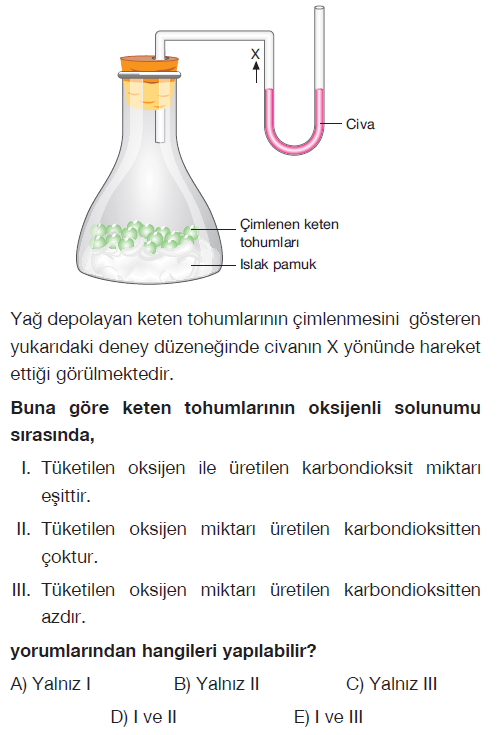 X
Civa
Çimlenen keten
tohumları
Islak pamuk
Yağ depolayan keten tohumlarının çimlenmesini gösteren
yukarıdaki deney düzeneğinde civanın X yönünde hareket
ettiği görülmektedir.
Buna göre keten tohumlarının oksijenli solunumu
sırasında,
I. Tüketilen oksijen ile üretilen karbondioksit miktarı
eşittir.
II. Tüketilen oksijen miktarı üretilen karbondioksitten
çoktur.
III. Tüketilen oksijen miktarı üretilen karbondioksitten
azdır.
yorumlarından hangileri yapılabilir?
A) Yalnız I B) Yalnız II C) Yalnız III
D) I ve II E) I ve III